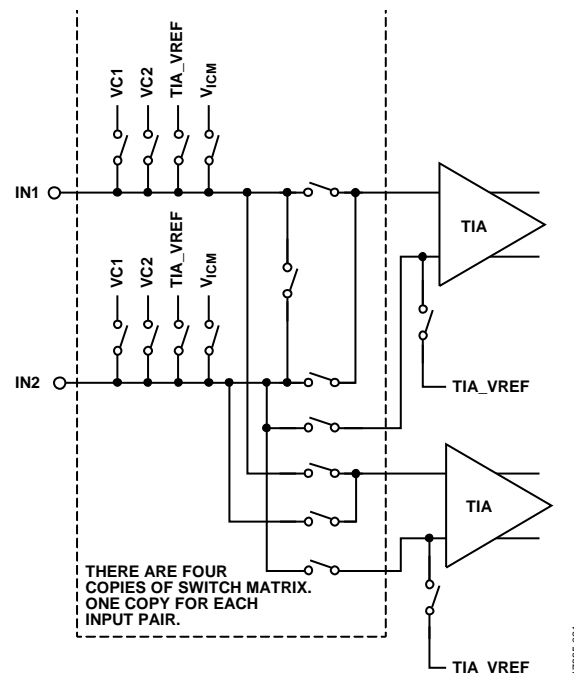 VC1
VC2
TIA_VREF
VICM
IN1
TIA
VC1
VC2
TIA_VREF
VICM
IN2
TIA_VREF
TIA
THERE ARE FOUR
COPIES OF SWITCH MATRIX.
ONE COPY FOR EACH
INPUT PAIR.
TIA_VREF